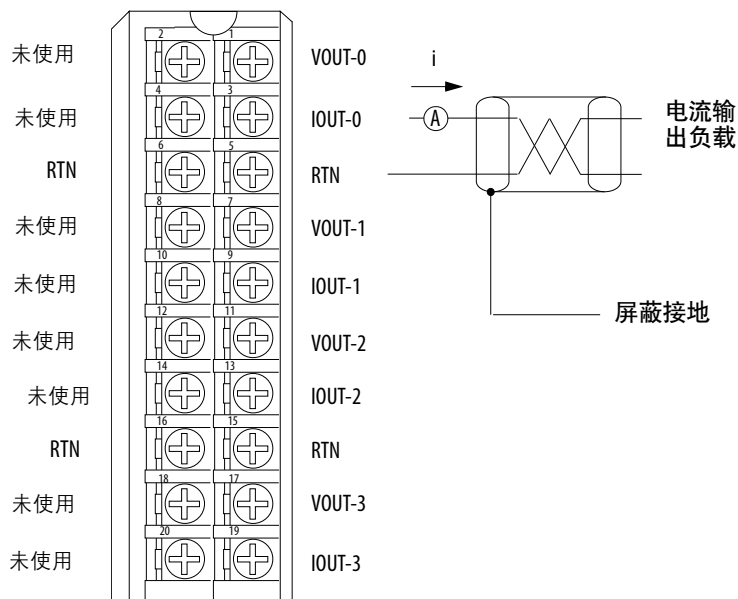 2 1
未使用 VOUT-0
i
4 3
未使用 IOUT-0
A
电流输
出负载
6 5
RTN RTN
8 7
未使用 VOUT-1
10 9
未使用 IOUT-1
屏蔽接地
12 11
未使用 VOUT-2
14 13
未使用 IOUT-2
16 15
RTN RTN
18 17
未使用 VOUT-3
20 19
未使用 IOUT-3